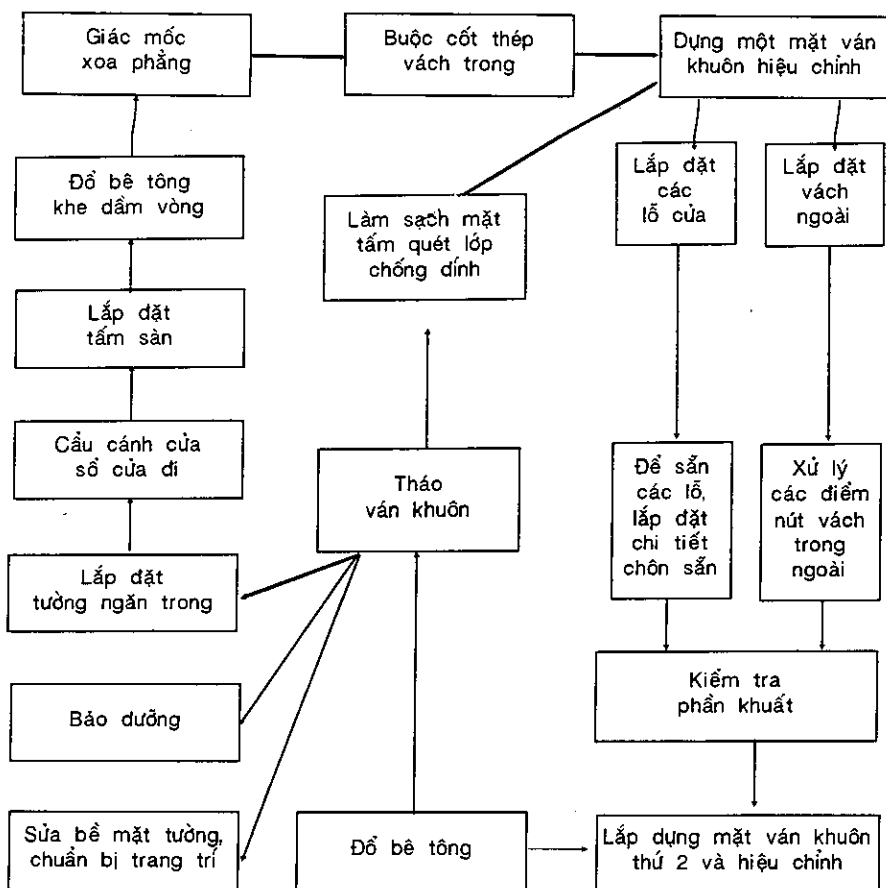 Giác mốc
xoa phẳng
Buộc cốt thép
vách trong
Dựng một mặt ván
khuôn hiệu chỉnh
Đổ bê tông
khe dầm vòng
Làm sạch mặt
tấm quét lớp
chống dính
Lắp đặt
các
lỗ cửa
Lắp đặt
vách
ngoài
Lắp đặt
tấm sàn
Cẩu cánh cửa
sổ cửa đi
Tháo
ván khuôn
Để sẵn
các lỗ,
lắp đặt
chi tiết
chôn sẵn
Xử lý
các điểm
nút vách
trong
ngoài
Lắp đặt
tường ngăn trong
Bảo dưỡng
Kiểm tra
phần khuất
Sửa bề mặt tường,
chuẩn bị trang trí
Đổ bê tông
Lắp dựng mặt ván khuôn
thứ 2 và hiệu chỉnh